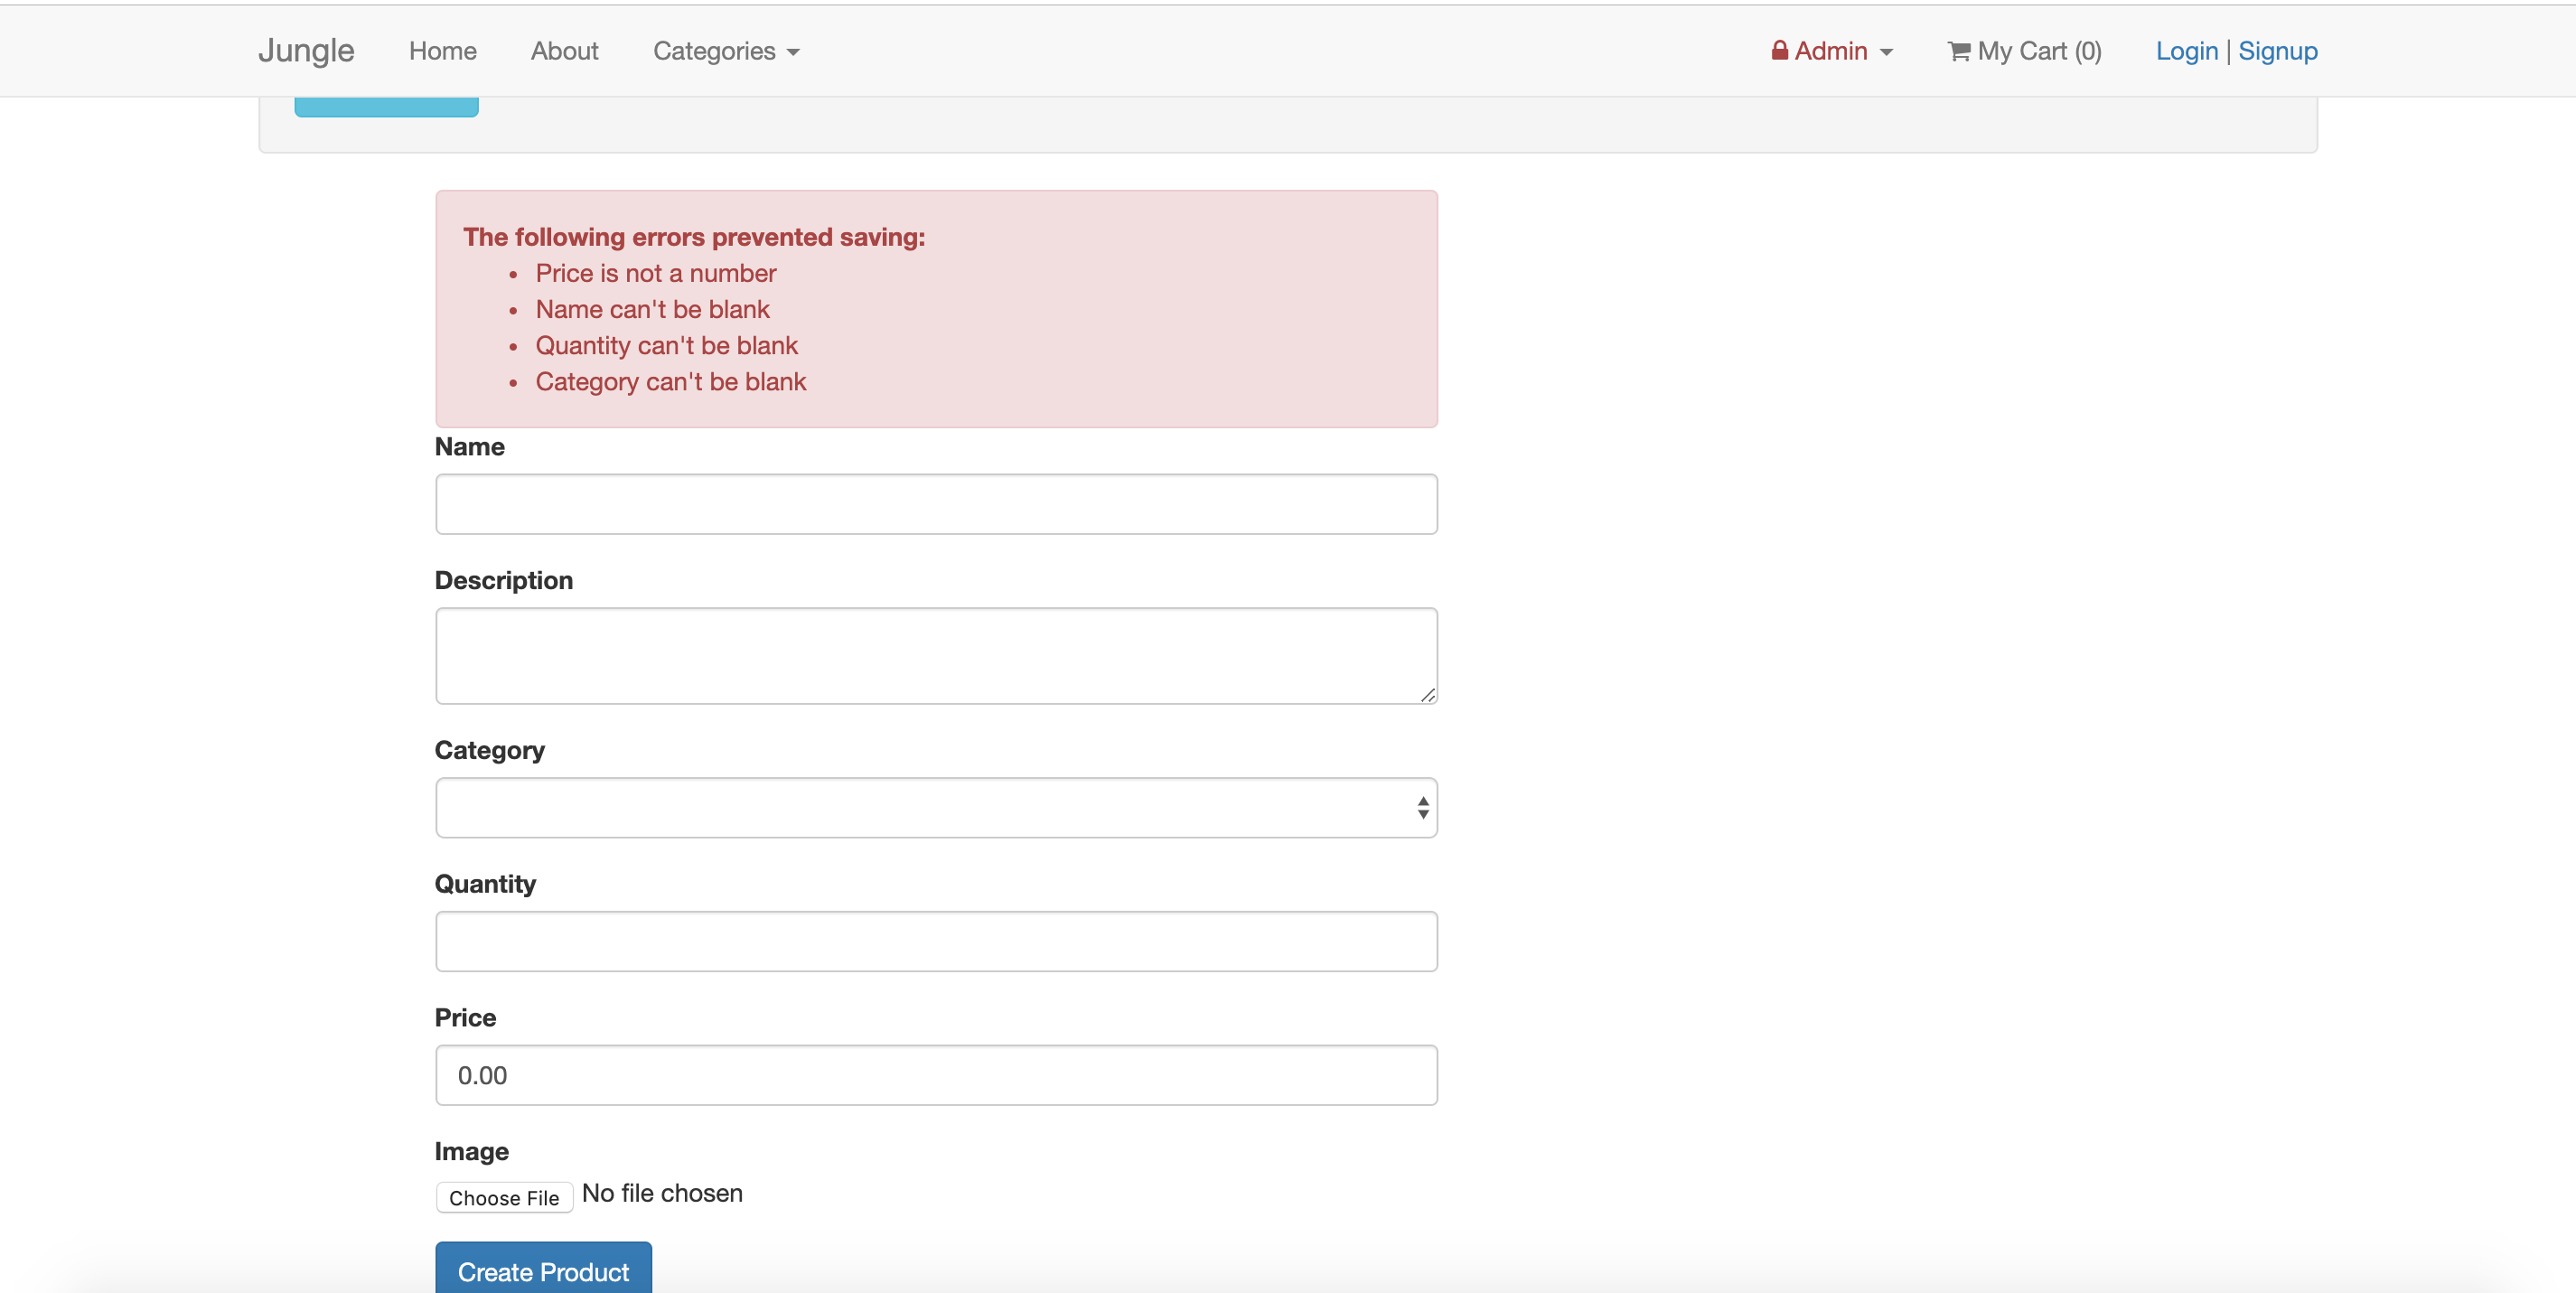 Jungle Home About Categories Admin My Cart (0) Login | Signup
The following errors prevented saving:
Price is not a number
Name can't be blank
Quantity can't be blank
Category can't be blank
Name
Description
Category
Quantity
Price
0.00
Image
Choose File No file chosen
Create Product